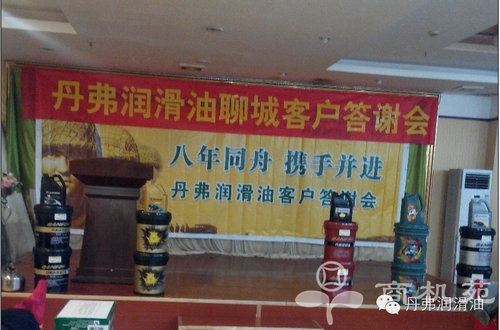 丹弗润滑油聊城客户答谢会
八年同舟 携手并进
丹弗润滑油客户答谢会
商机苑
丹弗润滑油